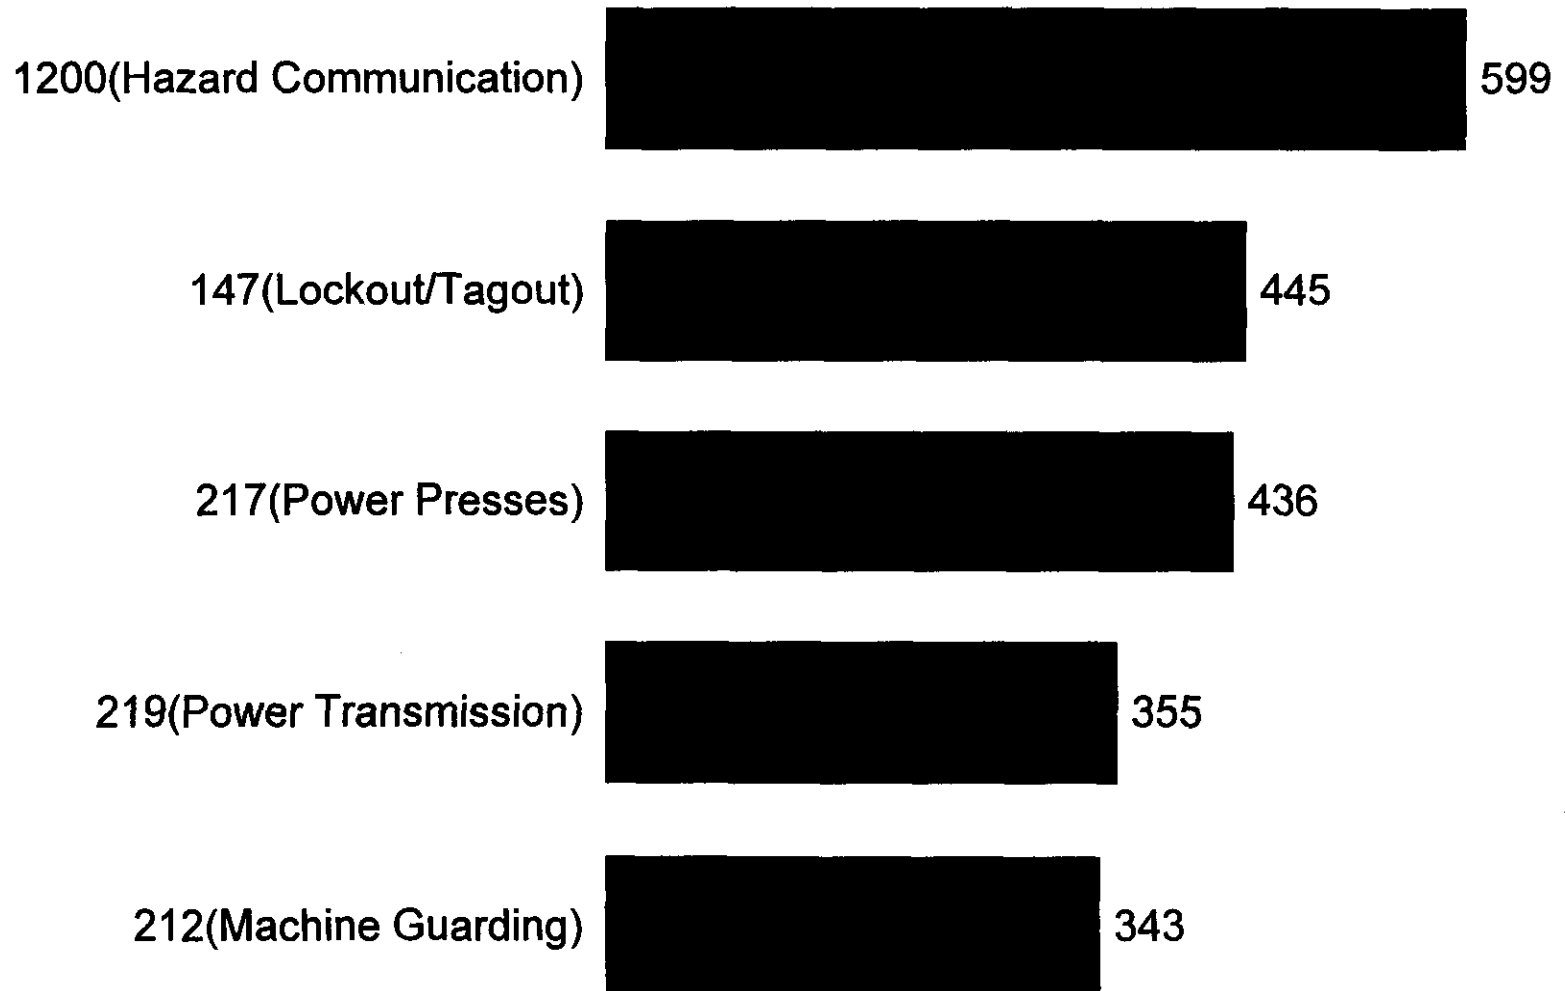 1200(Hazard Communication) 599
147(Lockout/Tagout) 445
217(Power Presses) 436
219(Power Transmission) 355
212(Machine Guarding) 343